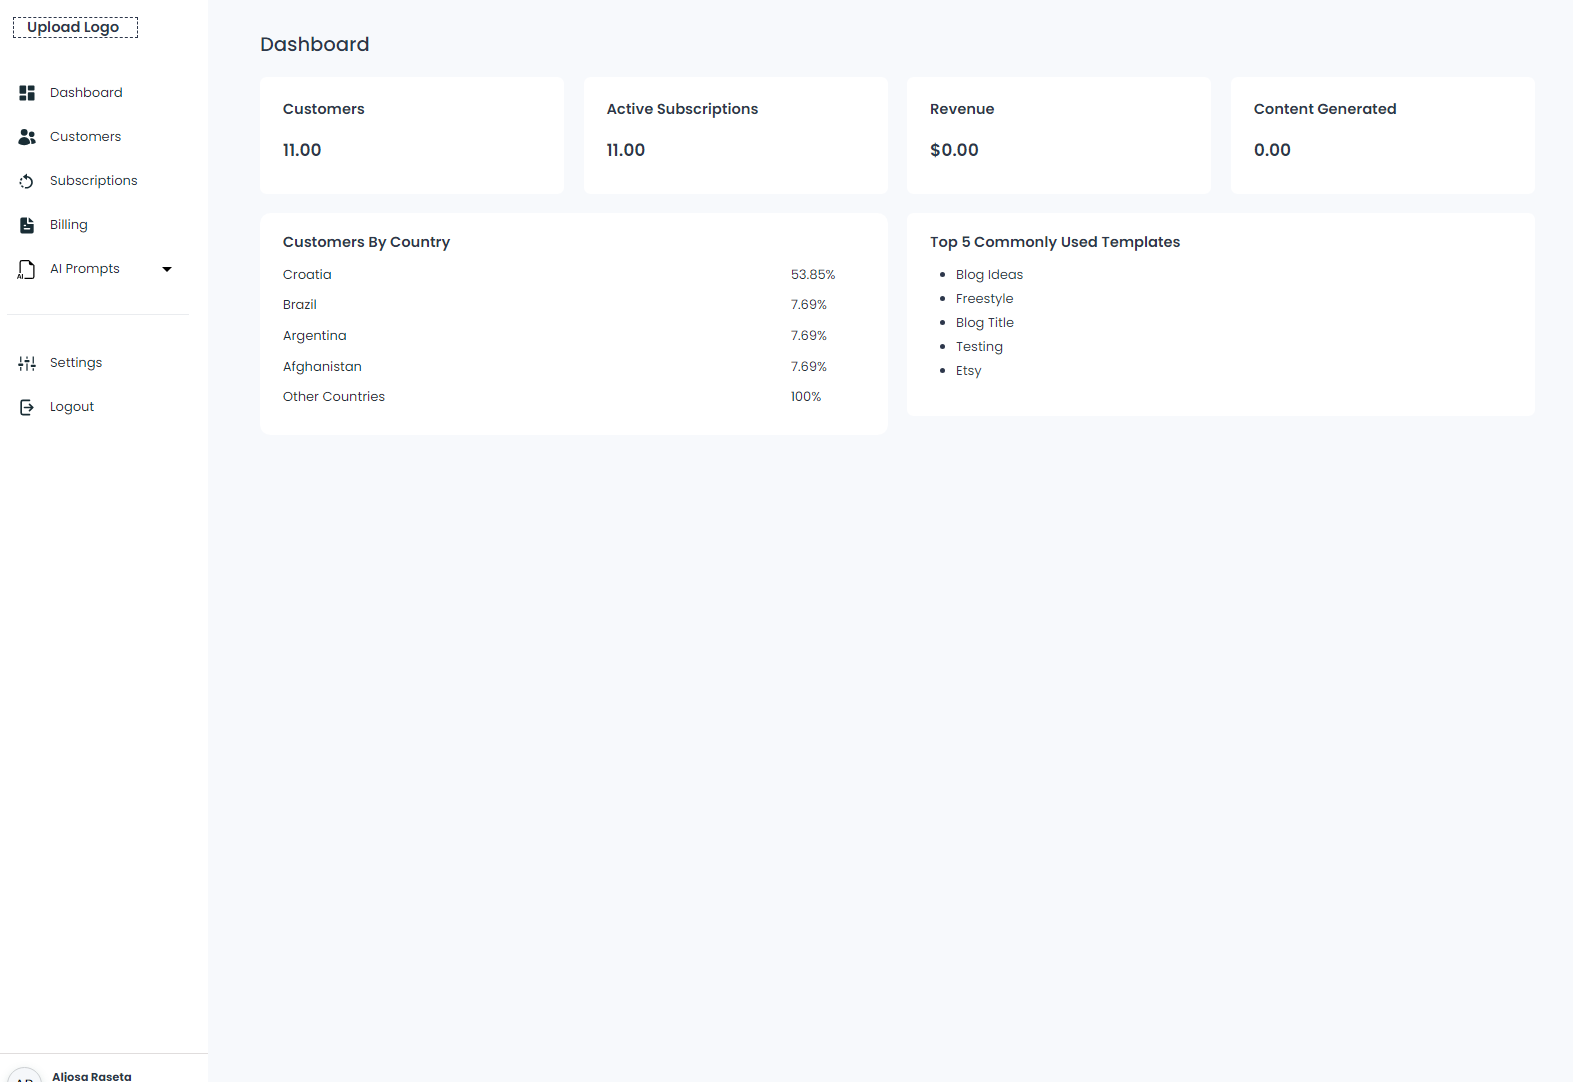 Upload Logo
Dashboard
Customers
Subscriptions
Billing
AI Prompts
Settings
Logout
Aljosa Raseta
Dashboard
Customers
11.00
Active Subscriptions
11.00
Revenue
$0.00
Content Generated
0.00
Customers By Country
Croatia 53.85%
Brazil 7.69%
Argentina 7.69%
Afghanistan 7.69%
Other Countries 100%
Top 5 Commonly Used Templates
Blog Ideas
Freestyle
Blog Title
Testing
Etsy